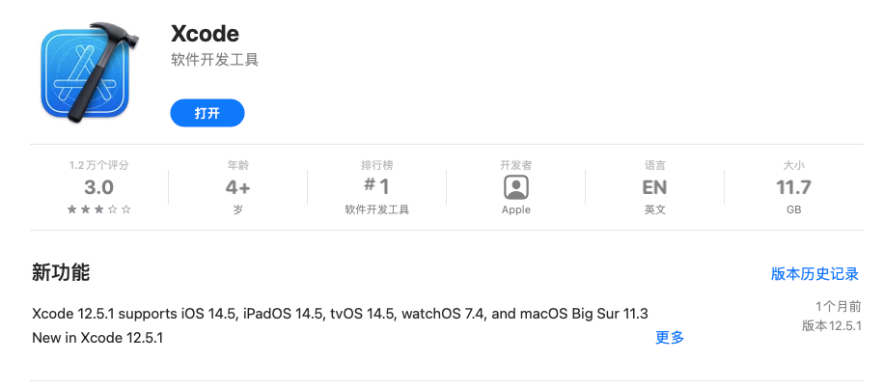 Xcode
软件开发工具
打开
1.2万个评分
3.0
★★★☆☆
年龄
4+
岁
排行榜
#1
软件开发工具
开发者
Apple
语言
EN
英文
大小
11.7
GB
新功能
版本历史记录
Xcode 12.5.1 supports iOS 14.5, iPadOS 14.5, tvOS 14.5, watchOS 7.4, and macOS Big Sur 11.3
1个月前
New in Xcode 12.5.1
更多
版本 12.5.1